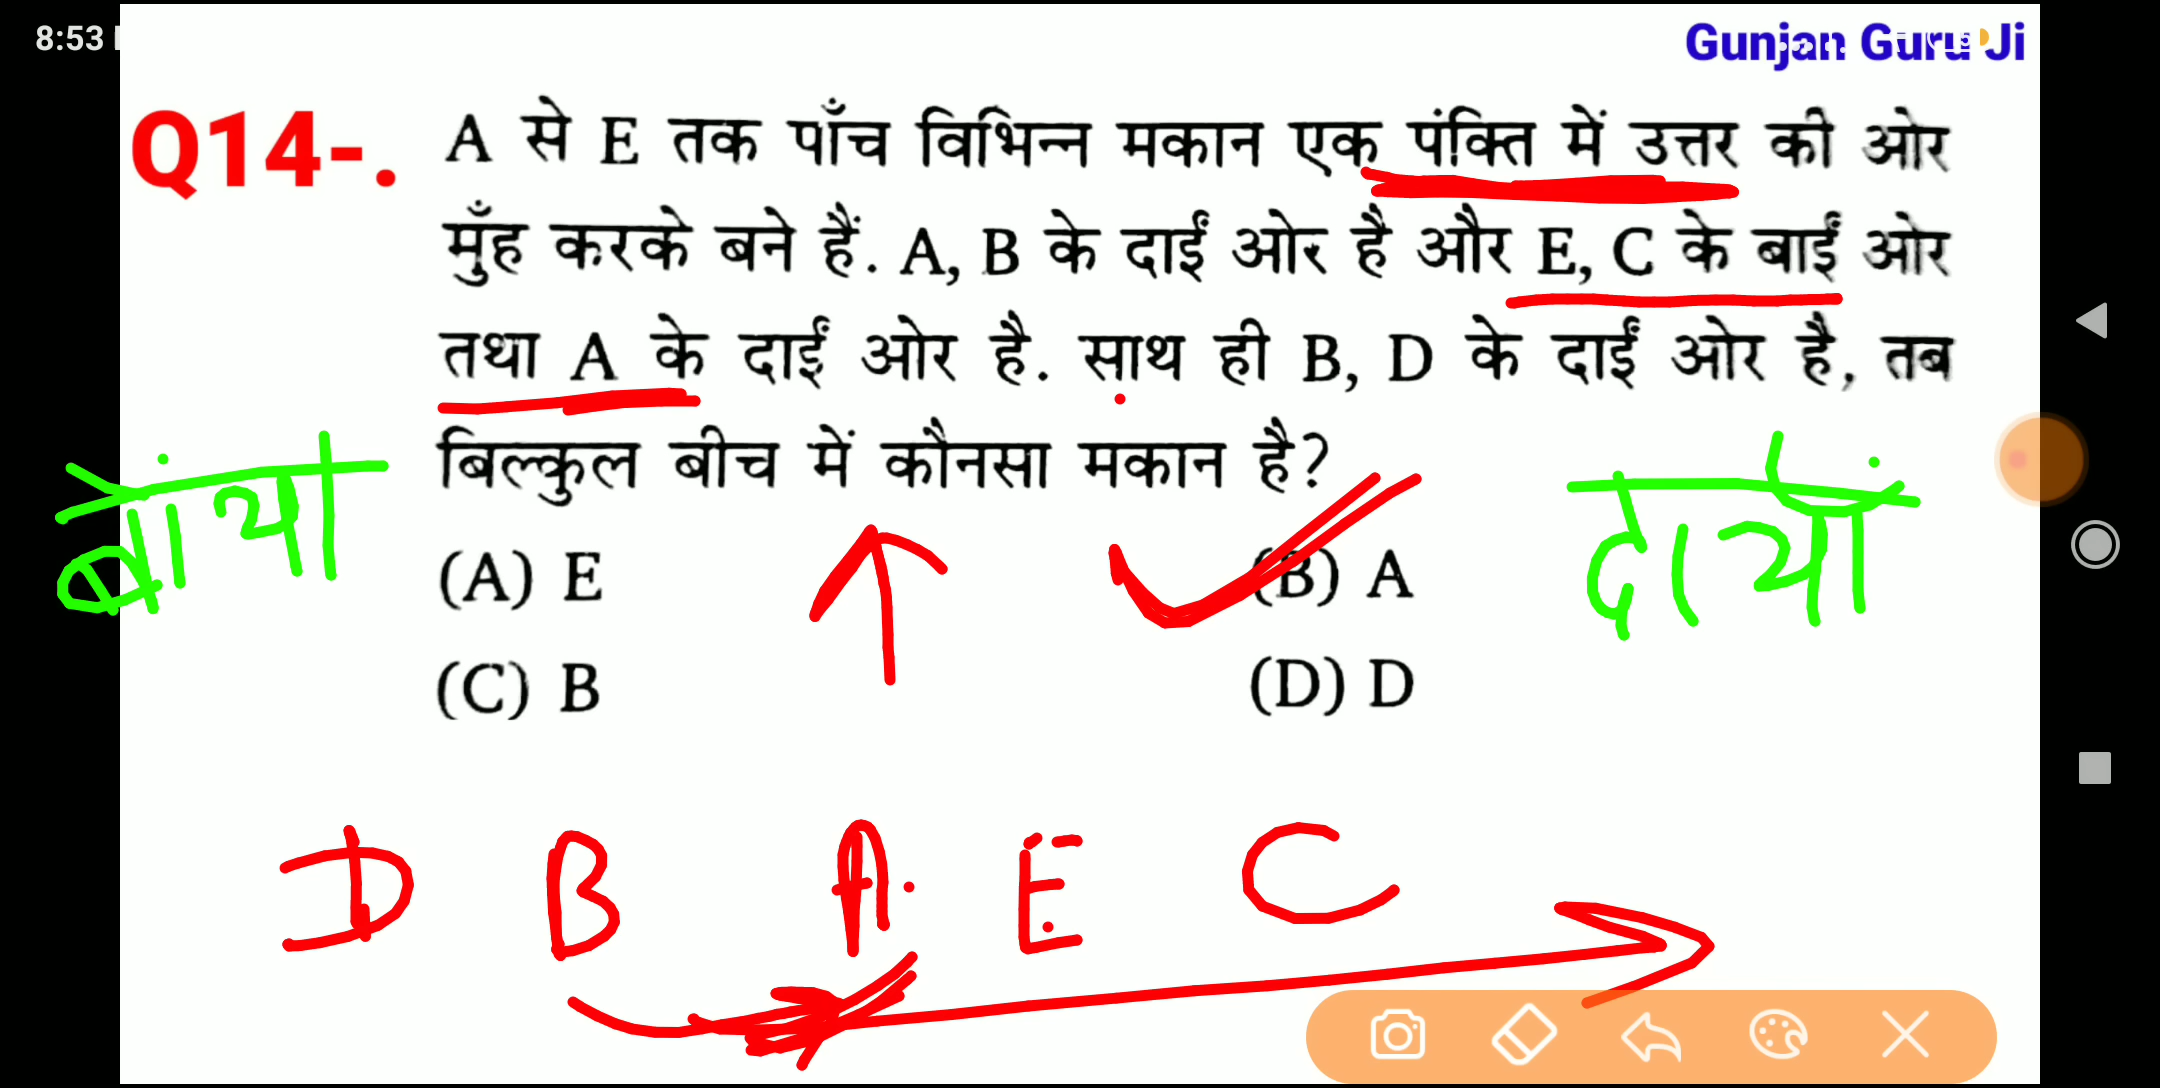 8:53
Gunjan Guru Ji
Q14-. A से E तक पाँच विभिन्न मकान एक पंक्ति में उत्तर की ओर
मुँह करके बने हैं. A, B के दाईं ओर है और E, C के बाईं ओर
तथा A के दाईं ओर है. साथ ही B, D के दाईं ओर है, तब
बिल्कुल बीच में कौनसा मकान है?
बांया
दायां
(A) E (B) A
(C) B (D) D
D B A E C